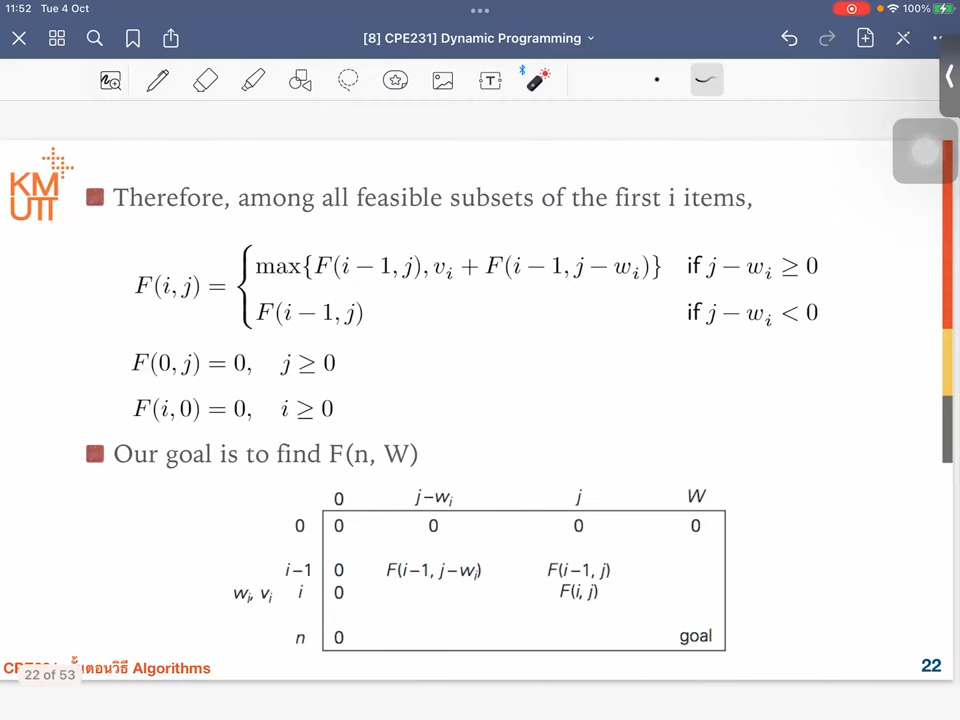 11:52 Tue 4 Oct
100%
[8] CPE231] Dynamic Programming
T
KM
UTT
Therefore, among all feasible subsets of the first i items,
F(i, j) = { max{F(i − 1, j), v_i + F(i − 1, j − w_i)} if j − w_i ≥ 0
F(i − 1, j) if j − w_i < 0
F(0, j) = 0, j ≥ 0
F(i, 0) = 0, i ≥ 0
Our goal is to find F(n, W)
0 j−w_i j W
0 0 0 0 0
i−1 0 F(i−1, j−w_i) F(i−1, j)
w_i, v_i i 0 F(i, j)
n 0 goal
Algorithms
22 of 53
22